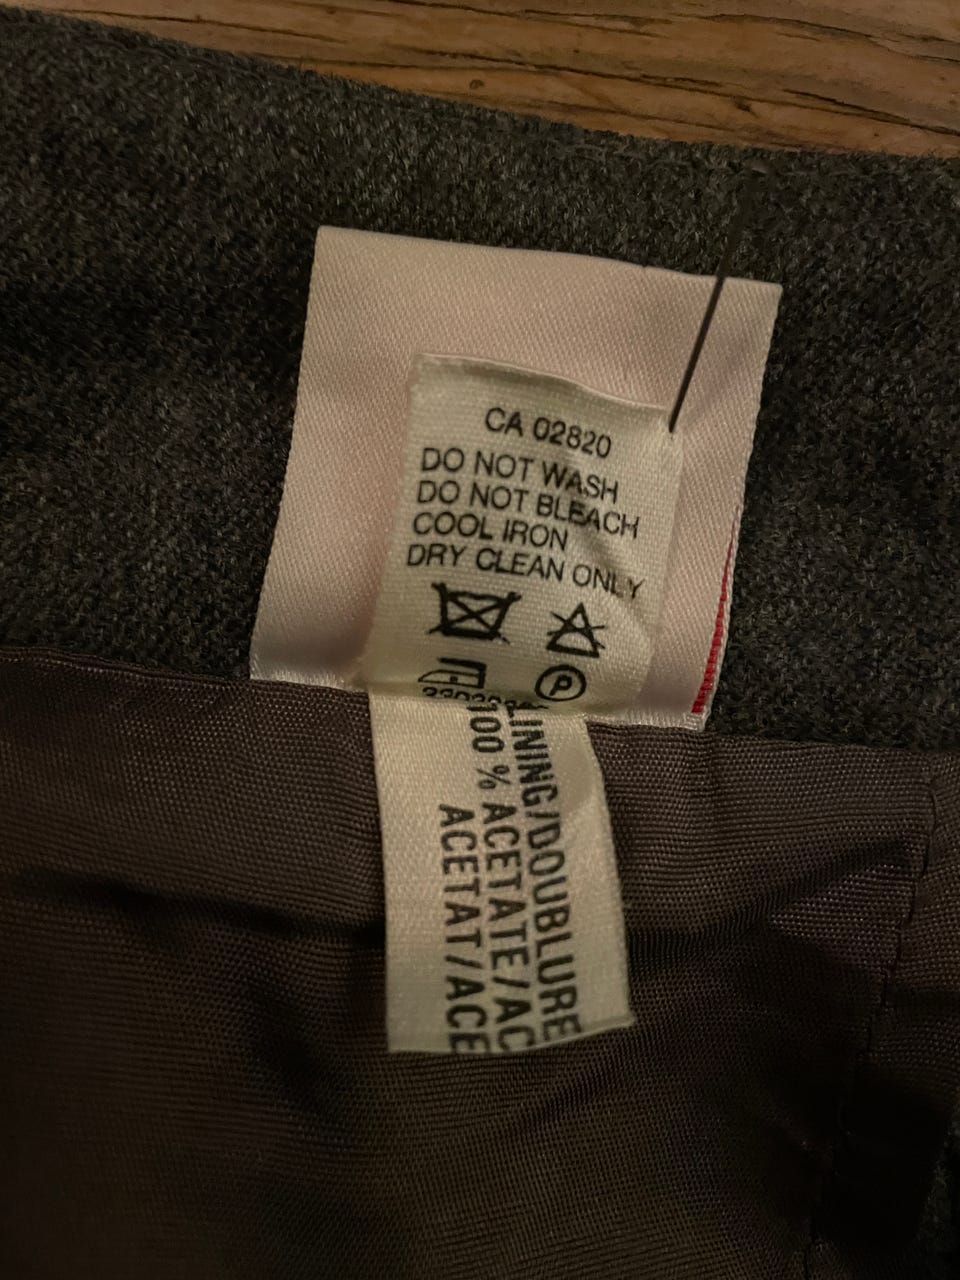 CA 02820
DO NOT WASH
DO NOT BLEACH
COOL IRON
DRY CLEAN ONLY
P
LINING/DOUBLURE
100 % ACETATE/AC
ACETAT/ACE